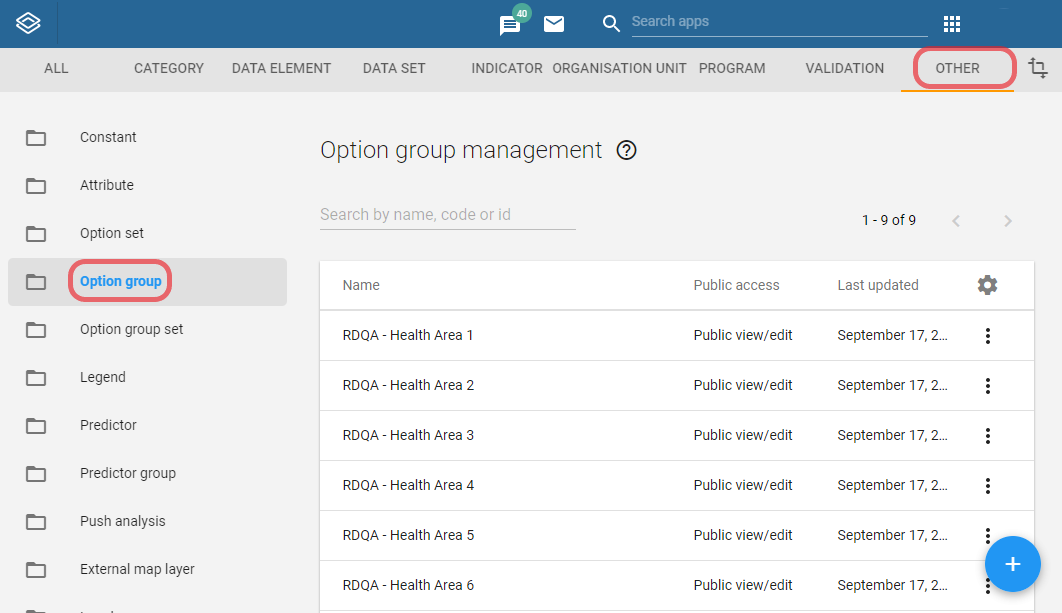 40
Search apps
ALL CATEGORY DATA ELEMENT DATA SET INDICATOR ORGANISATION UNIT PROGRAM VALIDATION OTHER
Constant
Attribute
Option set
Option group
Option group set
Legend
Predictor
Predictor group
Push analysis
External map layer
Option group management
Search by name, code or id
1 - 9 of 9
Name Public access Last updated
RDQA - Health Area 1 Public view/edit September 17, 2...
RDQA - Health Area 2 Public view/edit September 17, 2...
RDQA - Health Area 3 Public view/edit September 17, 2...
RDQA - Health Area 4 Public view/edit September 17, 2...
RDQA - Health Area 5 Public view/edit September 17, 2...
RDQA - Health Area 6 Public view/edit September 17, 2...